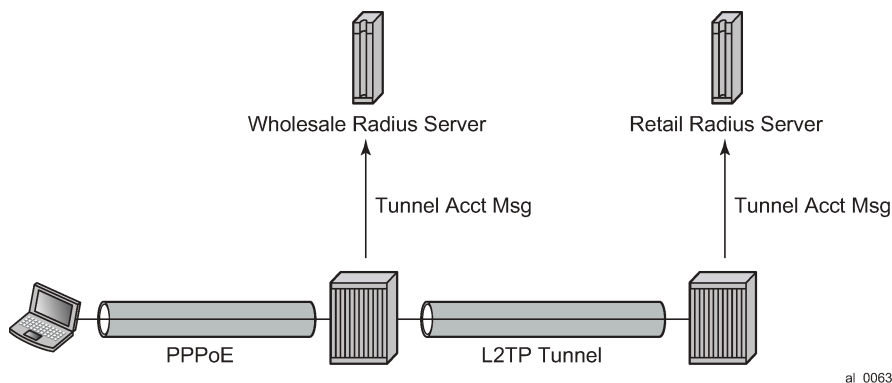 Wholesale Radius Server
Retail Radius Server
Tunnel Acct Msg
Tunnel Acct Msg
PPPoE
L2TP Tunnel
al_0063